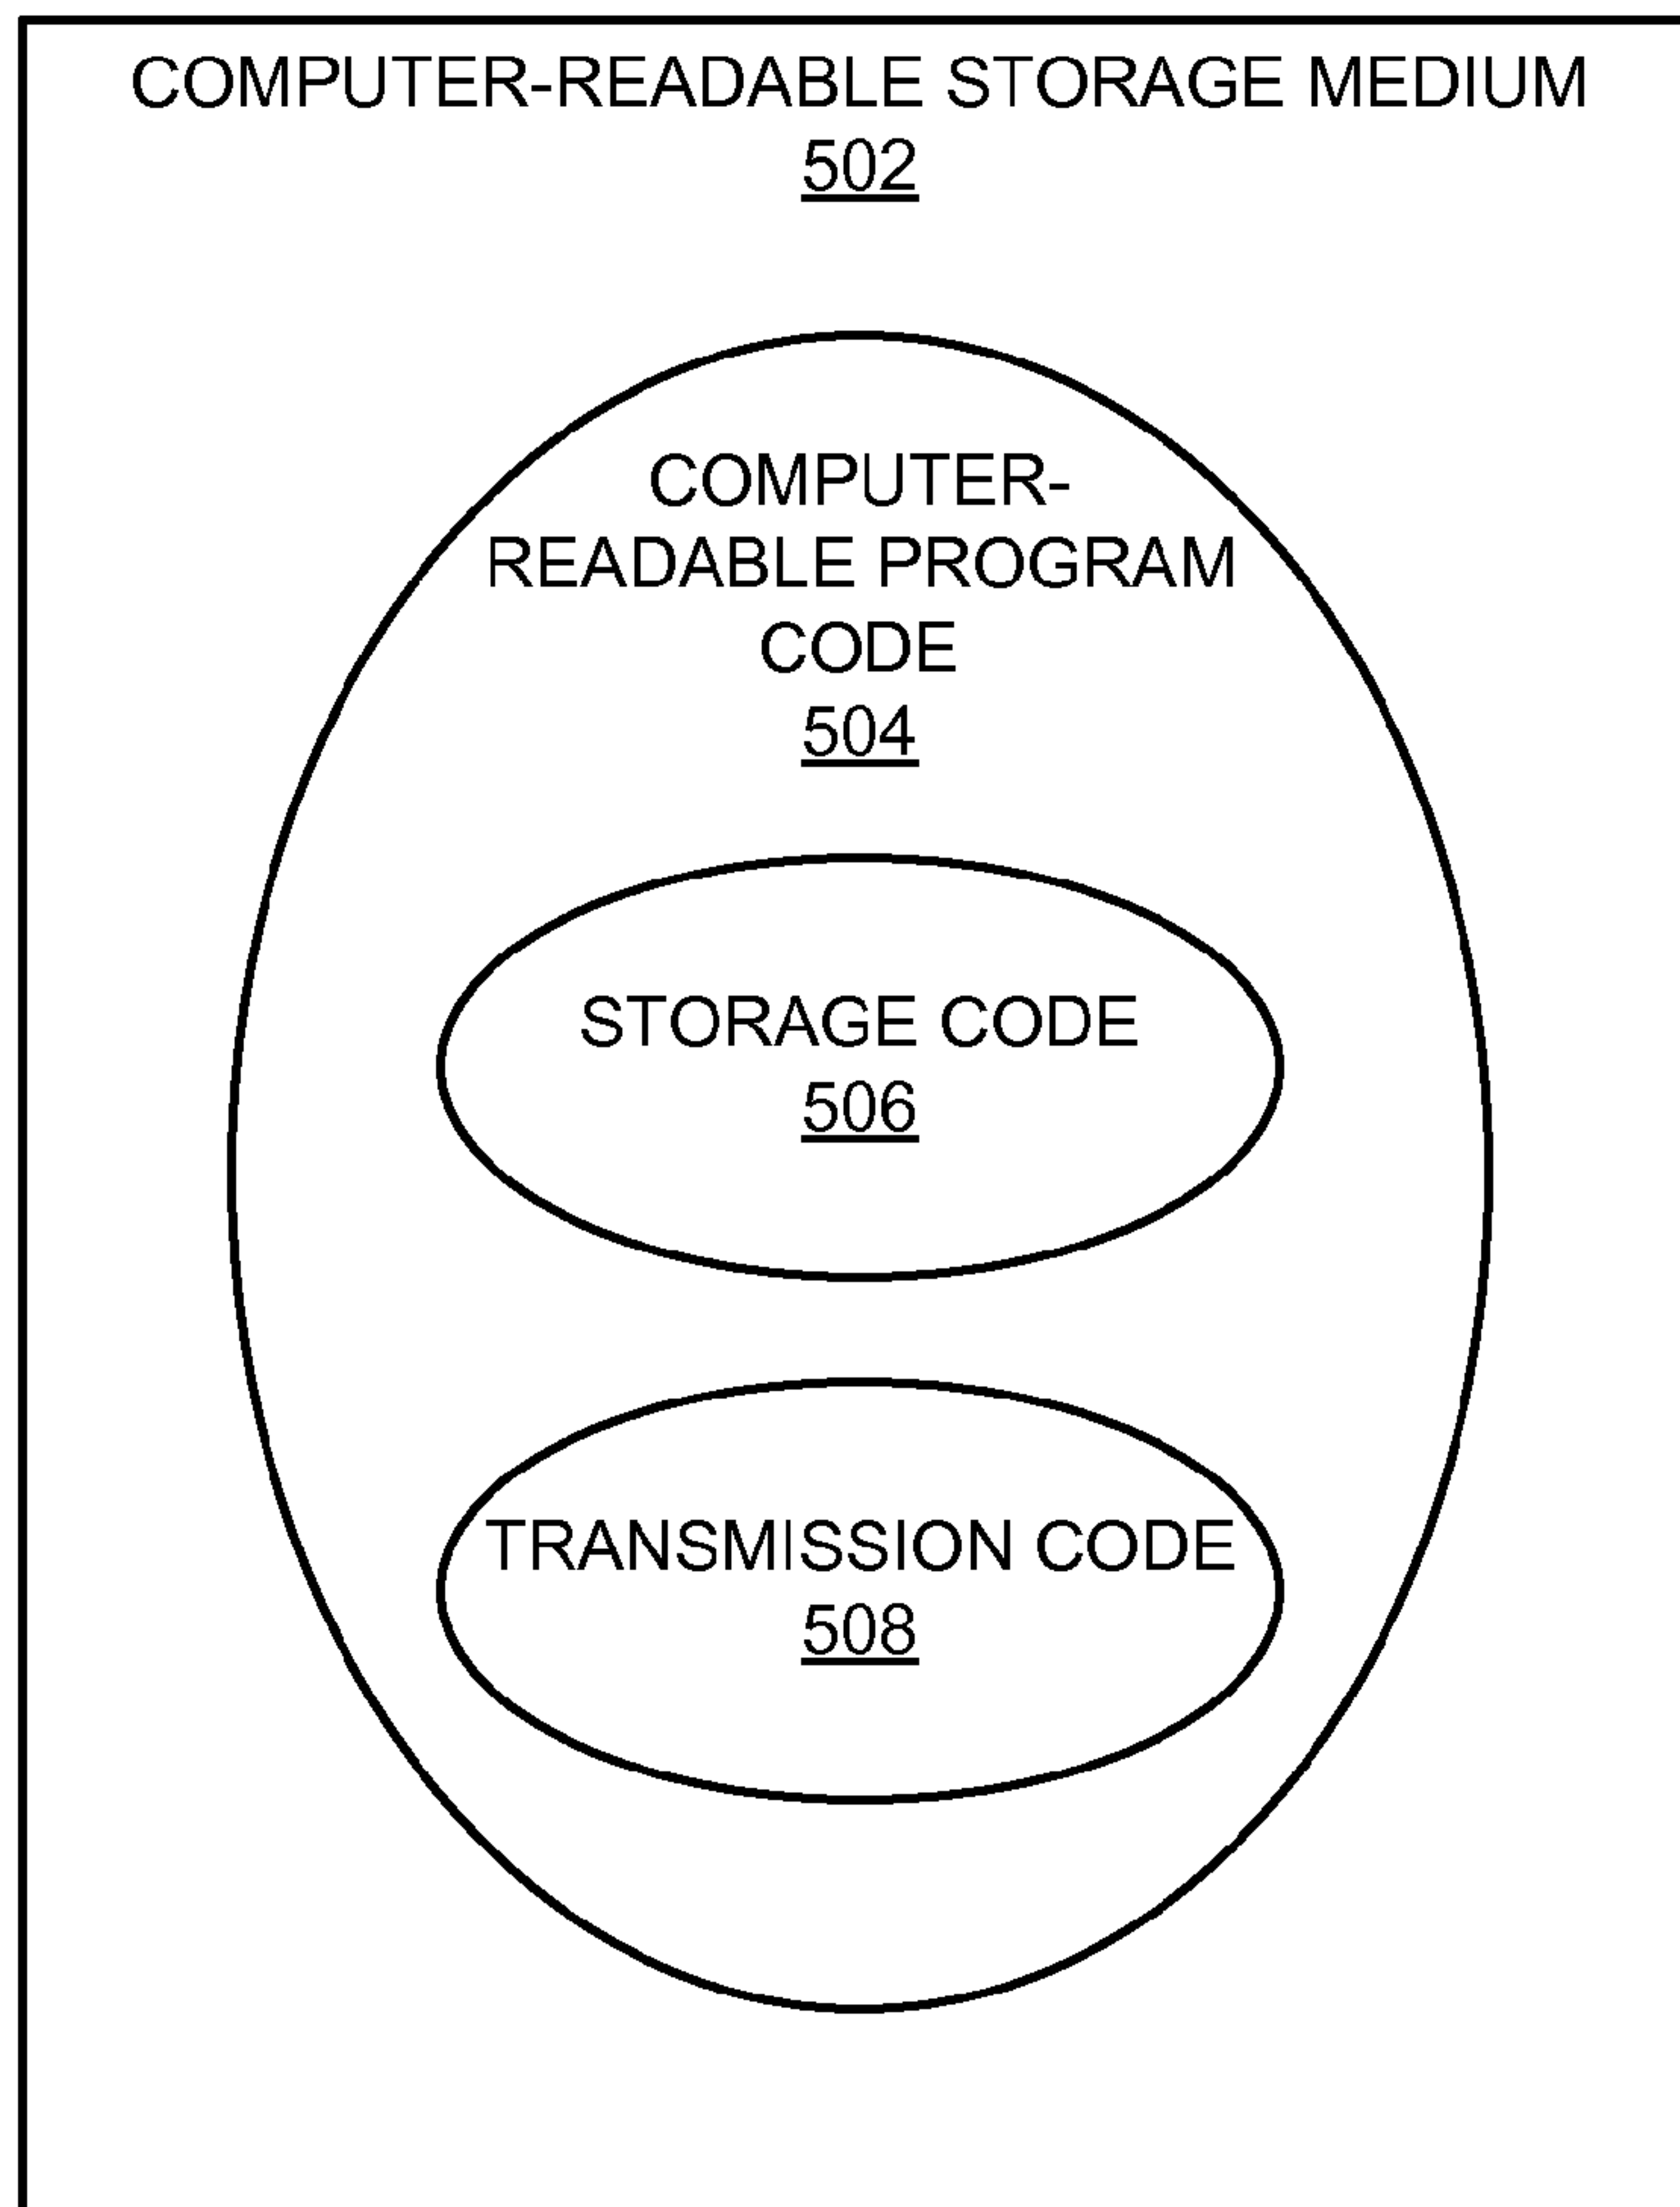 COMPUTER-READABLE STORAGE MEDIUM
502
COMPUTER-
READABLE PROGRAM
CODE
504
STORAGE CODE
506
TRANSMISSION CODE
508